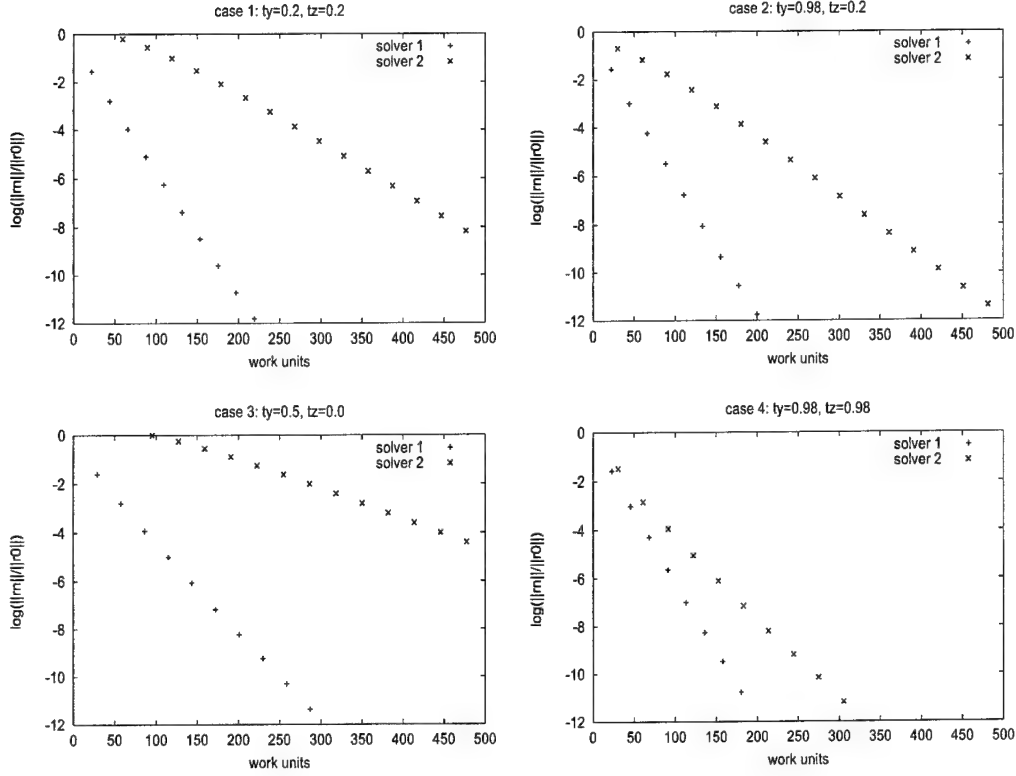 case 1: ty=0.2, tz=0.2
solver 1 +
solver 2 ×
0
-2
-4
-6
-8
-10
-12
log(||rn||/||r0||)
0 50 100 150 200 250 300 350 400 450 500
work units
case 2: ty=0.98, tz=0.2
solver 1 +
solver 2 ×
0
-2
-4
-6
-8
-10
-12
log(||rn||/||r0||)
0 50 100 150 200 250 300 350 400 450 500
work units
case 3: ty=0.5, tz=0.0
solver 1 +
solver 2 ×
0
-2
-4
-6
-8
-10
-12
log(||rn||/||r0||)
0 50 100 150 200 250 300 350 400 450 500
work units
case 4: ty=0.98, tz=0.98
solver 1 +
solver 2 ×
0
-2
-4
-6
-8
-10
-12
log(||rn||/||r0||)
0 50 100 150 200 250 300 350 400 450 500
work units